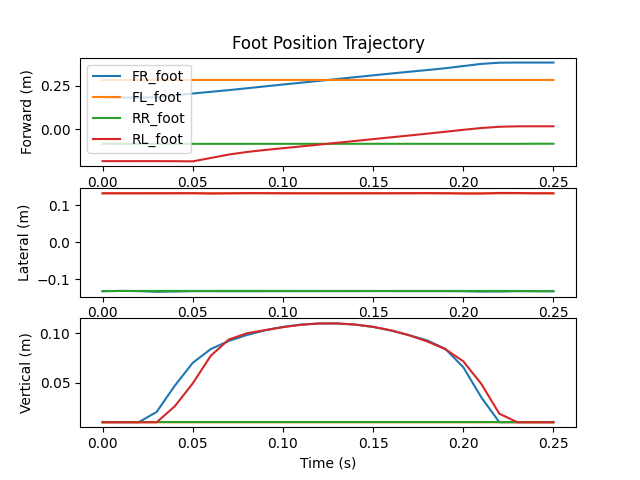 Foot Position Trajectory
Forward (m)
0.25
0.00
FR_foot
FL_foot
RR_foot
RL_foot
0.00 0.05 0.10 0.15 0.20 0.25
Lateral (m)
0.1
0.0
−0.1
0.00 0.05 0.10 0.15 0.20 0.25
Vertical (m)
0.10
0.05
0.00 0.05 0.10 0.15 0.20 0.25
Time (s)